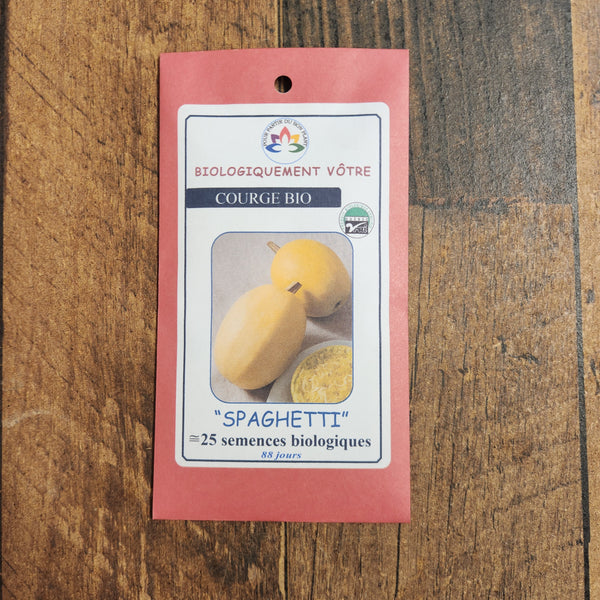 BIOLOGIQUEMENT VÔTRE
COURGE BIO
"SPAGHETTI"
≅25 semences biologiques
88 jours